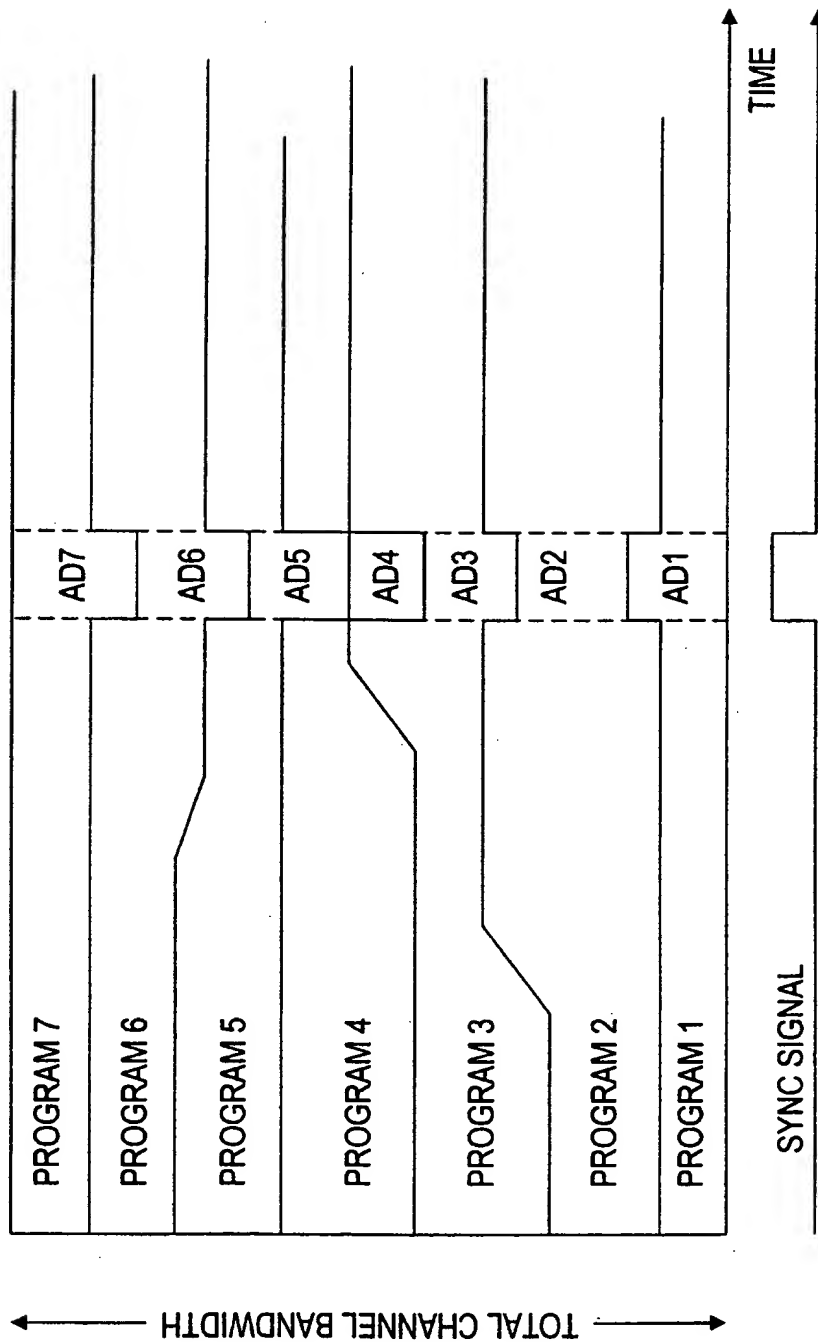 TOTAL CHANNEL BANDWIDTH
PROGRAM 7
PROGRAM 6
PROGRAM 5
PROGRAM 4
PROGRAM 3
PROGRAM 2
PROGRAM 1
AD7
AD6
AD5
AD4
AD3
AD2
AD1
TIME
SYNC SIGNAL